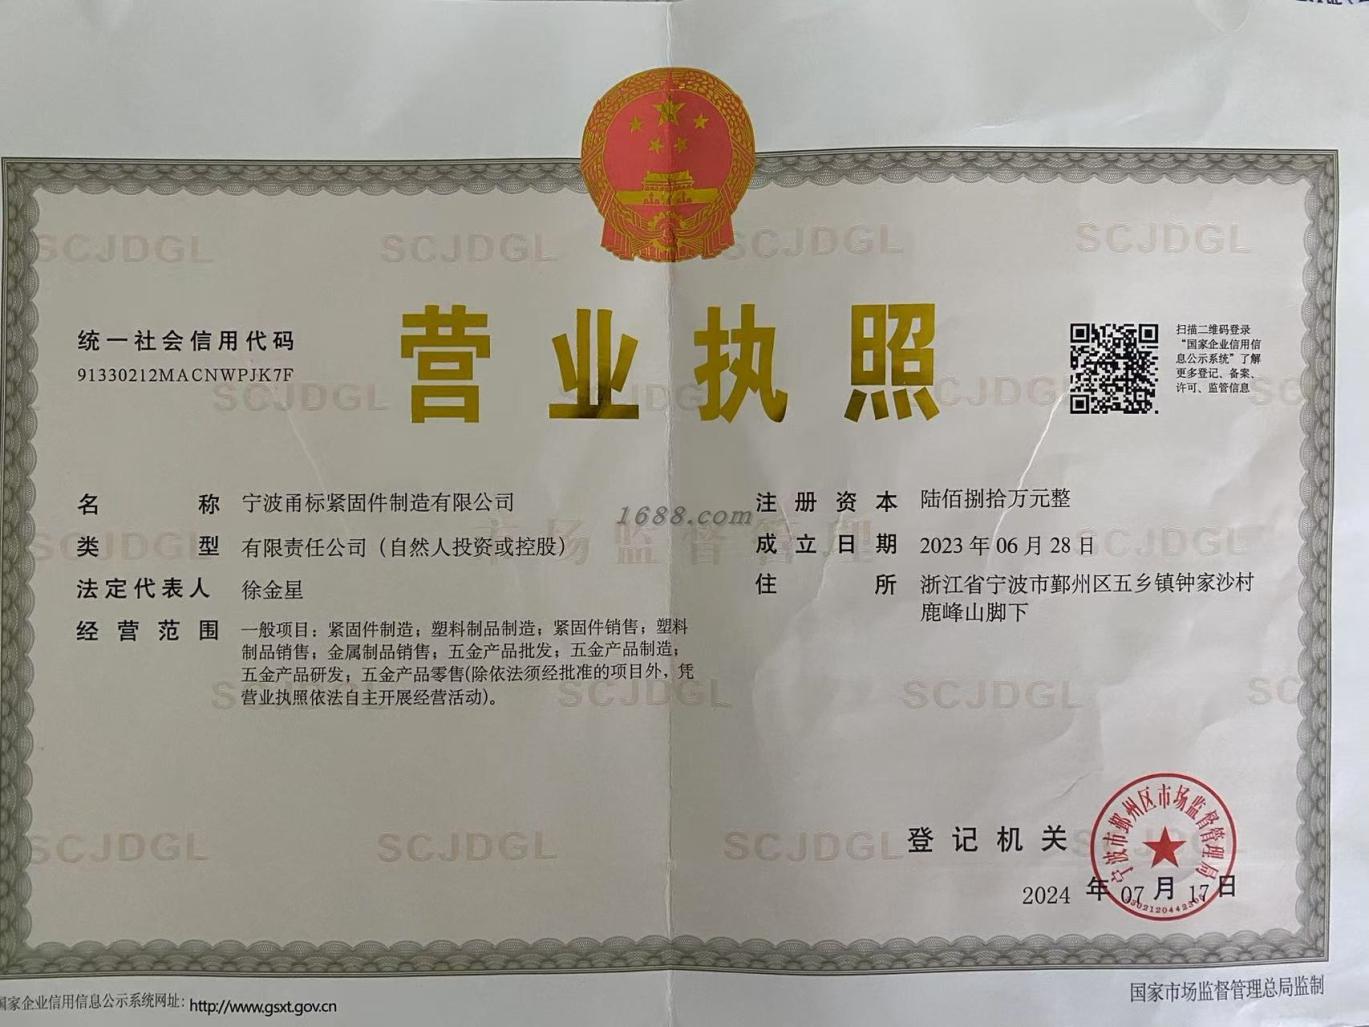 统一社会信用代码
91330212MACNWPJK7F
营业执照
扫描二维码登录
“国家企业信用信
息公示系统”了解
更多登记、备案、
许可、监管信息
名称 宁波甬标紧固件制造有限公司
类型 有限责任公司（自然人投资或控股）
法定代表人 徐金星
经营范围 一般项目：紧固件制造；塑料制品制造；紧固件销售；塑料
制品销售；金属制品销售；五金产品批发；五金产品制造；
五金产品研发；五金产品零售(除依法须经批准的项目外，凭
营业执照依法自主开展经营活动)。
注册资本 陆佰捌拾万元整
成立日期 2023年06月28日
住所 浙江省宁波市鄞州区五乡镇钟家沙村
鹿峰山脚下
1688.com
市场监督管理
SCJDGL
登记机关
宁波市鄞州区市场监督管理局
2024年07月17日
国家企业信用信息公示系统网址：http://www.gsxt.gov.cn
国家市场监督管理总局监制